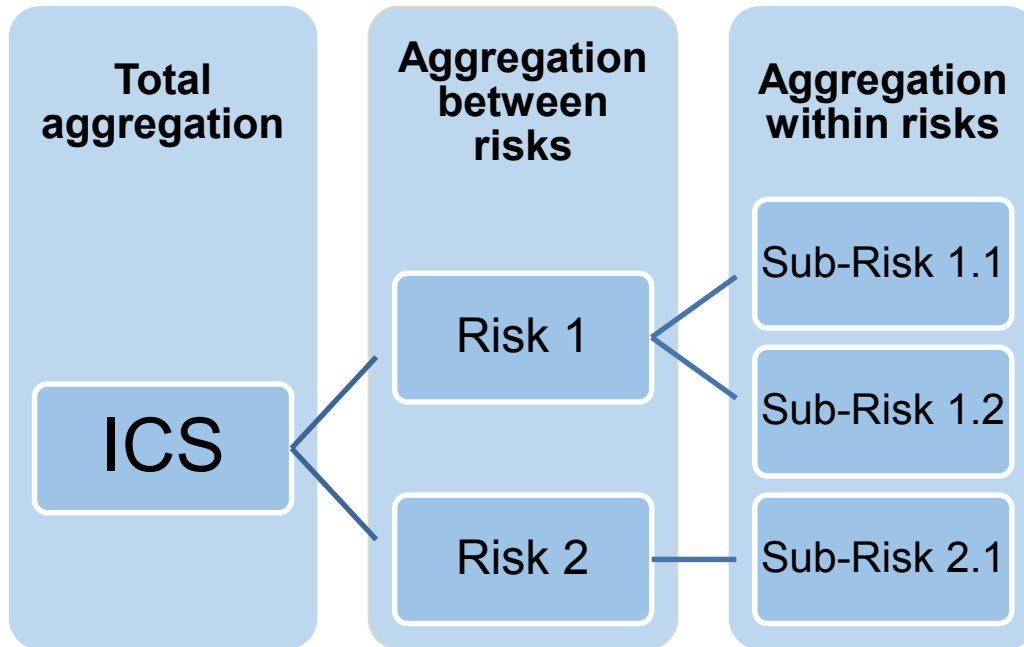 Total
aggregation
ICS
Aggregation
between
risks
Risk 1
Risk 2
Aggregation
within risks
Sub-Risk 1.1
Sub-Risk 1.2
Sub-Risk 2.1